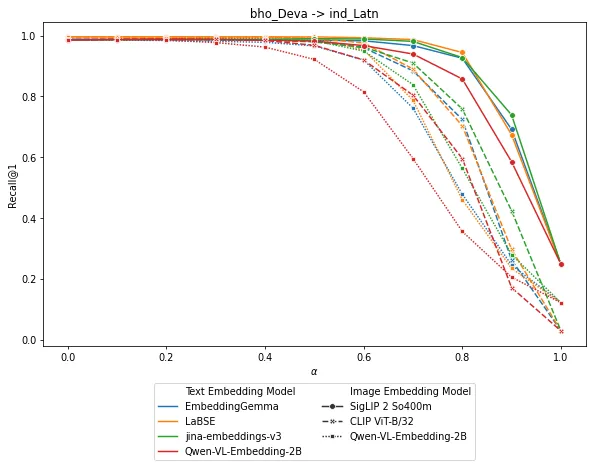 bho_Deva -> ind_Latn
Recall@1
1.0
0.8
0.6
0.4
0.2
0.0
0.0 0.2 0.4 0.6 0.8 1.0
α
Text Embedding Model
EmbeddingGemma
LaBSE
jina-embeddings-v3
Qwen-VL-Embedding-2B
Image Embedding Model
SigLIP 2 So400m
CLIP ViT-B/32
Qwen-VL-Embedding-2B